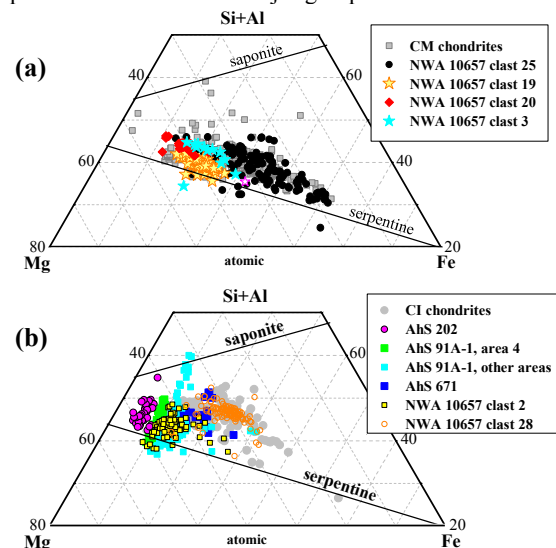 Si+Al
(a)
saponite
40
60
CM chondrites
NWA 10657 clast 25
NWA 10657 clast 19
NWA 10657 clast 20
NWA 10657 clast 3
60
40
serpentine
80
20
Mg
atomic
Fe
Si+Al
(b)
saponite
40
60
CI chondrites
AhS 202
AhS 91A-1, area 4
AhS 91A-1, other areas
AhS 671
NWA 10657 clast 2
NWA 10657 clast 28
60
40
serpentine
80
20
Mg
atomic
Fe